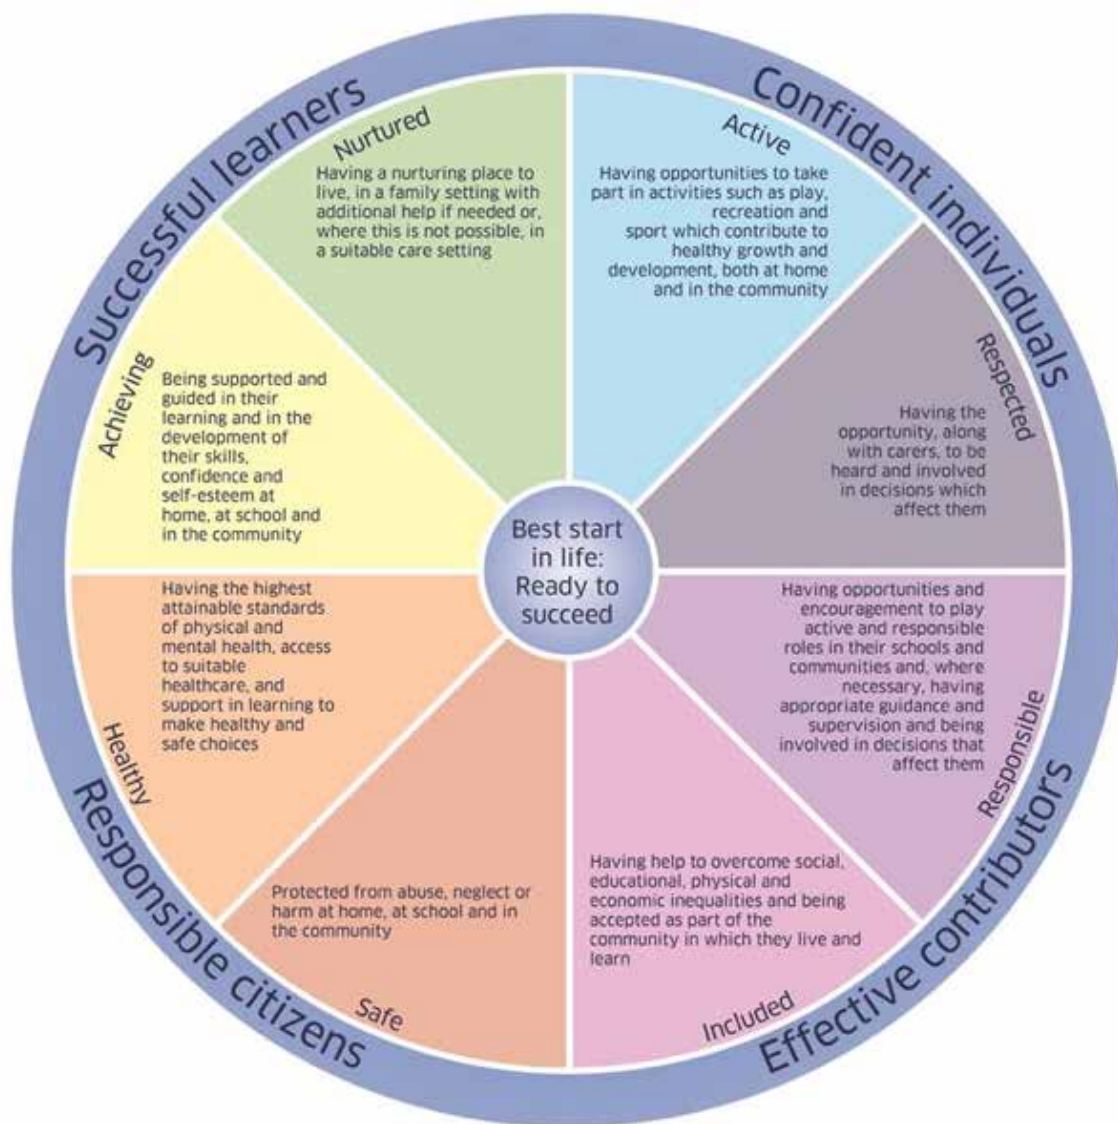 Successful learners
Confident individuals
Nurtured
Having a nurturing place to
live, in a family setting with
additional help if needed or,
where this is not possible, in
a suitable care setting
Active
Having opportunities to take
part in activities such as play,
recreation and
sport which contribute to
healthy growth and
development, both at home
and in the community
Achieving
Being supported and
guided in their
learning and in the
development of
their skills,
confidence and
self-esteem at
home, at school and
in the community
Respected
Having the
opportunity, along
with carers, to be
heard and involved
in decisions which
affect them
Best start
in life:
Ready to
succeed
Healthy
Having the highest
attainable standards
of physical and
mental health, access
to suitable
healthcare, and
support in learning to
make healthy and
safe choices
Responsible
Having opportunities and
encouragement to play
active and responsible
roles in their schools and
communities and, where
necessary, having
appropriate guidance and
supervision and being
involved in decisions that
affect them
Protected from abuse, neglect or
harm at home, at school and in
the community
Safe
Having help to overcome social,
educational, physical and
economic inequalities and being
accepted as part of the
community in which they live and
learn
Included
Responsible citizens
Effective contributors